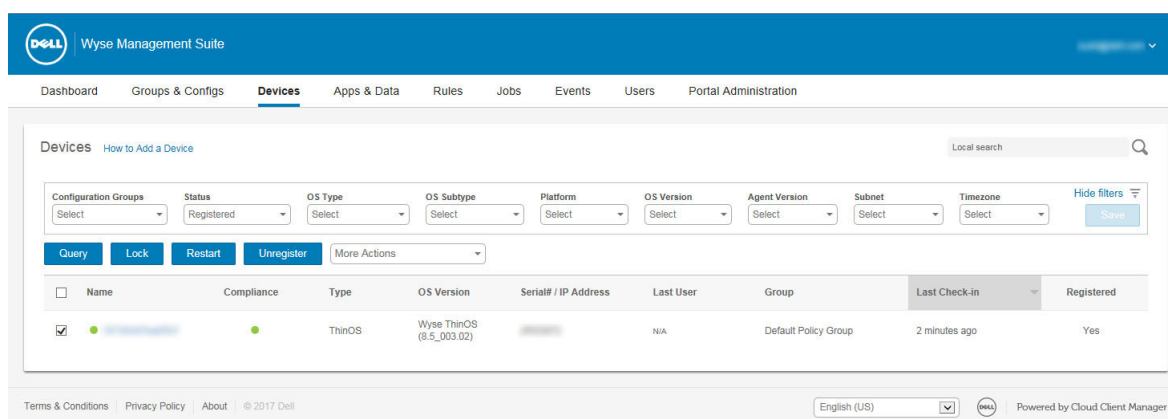 DELL Wyse Management Suite
Dashboard Groups & Configs Devices Apps & Data Rules Jobs Events Users Portal Administration
Devices How to Add a Device Local search
Configuration Groups Status OS Type OS Subtype Platform OS Version Agent Version Subnet Timezone Hide filters
Select Registered Select Select Select Select Select Select Select Save
Query Lock Restart Unregister More Actions
Name Compliance Type OS Version Serial# / IP Address Last User Group Last Check-in Registered
ThinOS Wyse ThinOS N/A Default Policy Group 2 minutes ago Yes
(8.5_003.02)
Terms & Conditions Privacy Policy About © 2017 Dell English (US) DELL Powered by Cloud Client Manager